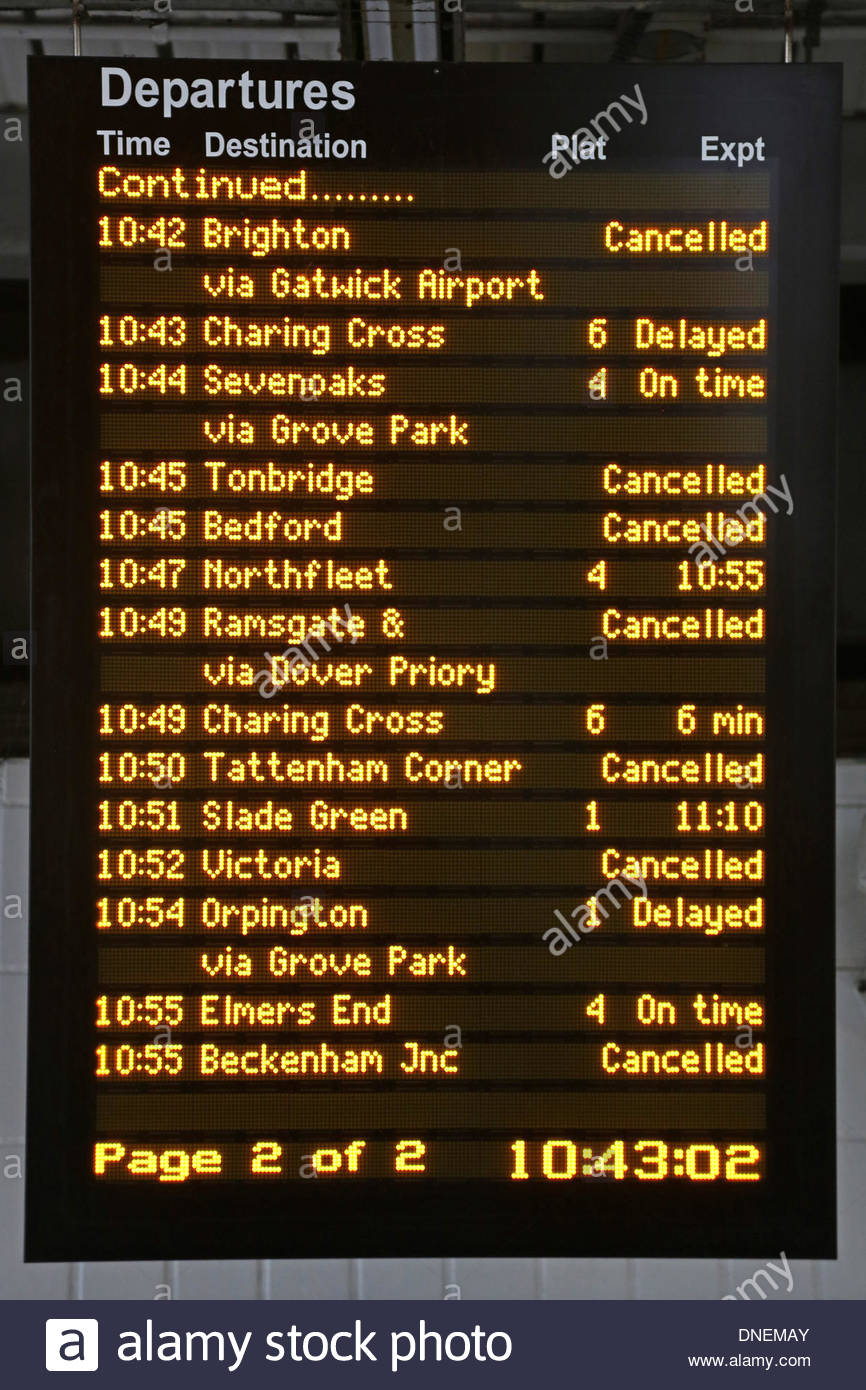 Departures
Time Destination Plat Expt
Continued.........
10:42 Brighton Cancelled
via Gatwick Airport
10:43 Charing Cross 6 Delayed
10:44 Sevenoaks 4 On time
via Grove Park
10:45 Tonbridge Cancelled
10:45 Bedford Cancelled
10:47 Northfleet 4 10:55
10:49 Ramsgate & Cancelled
via Dover Priory
10:49 Charing Cross 6 6 min
10:50 Tattenham Corner Cancelled
10:51 Slade Green 1 11:10
10:52 Victoria Cancelled
10:54 Orpington 1 Delayed
via Grove Park
10:55 Elmers End 4 On time
10:55 Beckenham Jnc Cancelled
Page 2 of 2 10:43:02
a alamy stock photo
DNEMAY
www.alamy.com